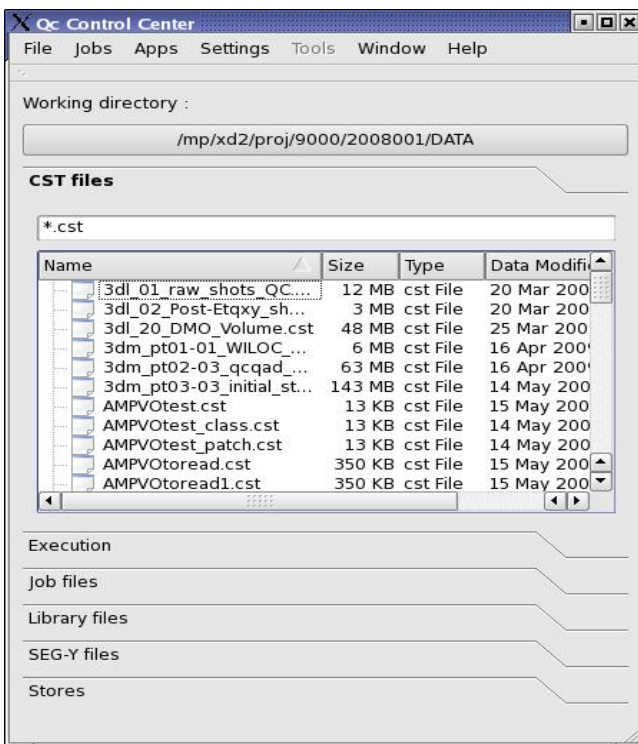 Qc Control Center
File Jobs Apps Settings Tools Window Help
Working directory :
/mp/xd2/proj/9000/2008001/DATA
CST files
*.cst
Name Size Type Data Modifi
3dl_01_raw_shots_QC.... 12 MB cst File 20 Mar 200
3dl_02_Post-Etqxy_sh... 3 MB cst File 20 Mar 200
3dl_20_DMO_Volume.cst 48 MB cst File 25 Mar 200
3dm_pt01-01_WILOC_... 6 MB cst File 16 Apr 200
3dm_pt02-03_qcqad_... 63 MB cst File 16 Apr 200
3dm_pt03-03_initial_st... 143 MB cst File 14 May 200
AMPVOtest.cst 13 KB cst File 15 May 200
AMPVOtest_class.cst 13 KB cst File 14 May 200
AMPVOtest_patch.cst 13 KB cst File 14 May 200
AMPVOtoread.cst 350 KB cst File 15 May 200
AMPVOtoread1.cst 350 KB cst File 15 May 200
Execution
Job files
Library files
SEG-Y files
Stores